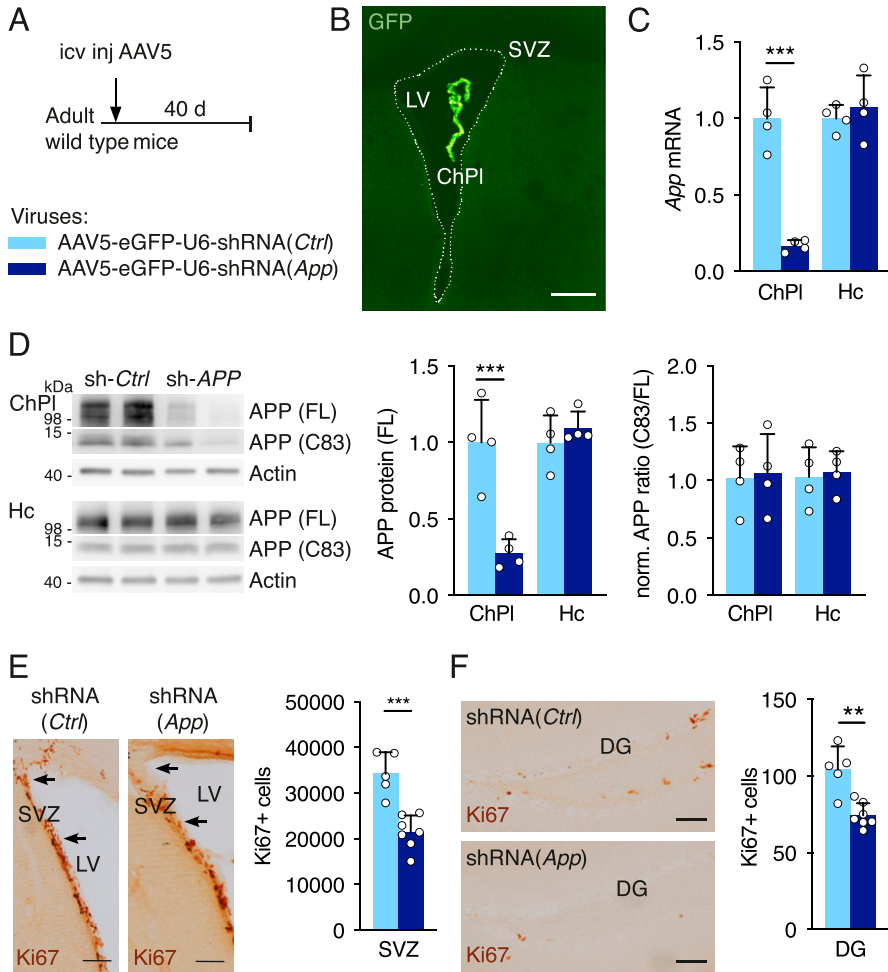 A
icv inj AAV5
40 d
Adult
wild type mice
Viruses:
AAV5-eGFP-U6-shRNA(Ctrl)
AAV5-eGFP-U6-shRNA(App)
B
GFP
SVZ
LV
ChPl
C
App mRNA
1.5
1.0
0.5
0.0
***
ChPl
Hc
D
kDa
sh-Ctrl
sh-APP
ChPl
98 -
APP (FL)
15 -
APP (C83)
40 -
Actin
Hc
98 -
APP (FL)
15 -
APP (C83)
40 -
Actin
APP protein (FL)
1.5
1.0
0.5
0.0
***
ChPl
Hc
norm. APP ratio (C83/FL)
2.0
1.5
1.0
0.5
0.0
ChPl
Hc
E
shRNA
(Ctrl)
SVZ
LV
Ki67
shRNA
(App)
SVZ
LV
Ki67
Ki67+ cells
50000
40000
30000
20000
10000
0
***
SVZ
F
shRNA(Ctrl)
DG
Ki67
shRNA(App)
DG
Ki67
Ki67+ cells
150
100
50
0
**
DG